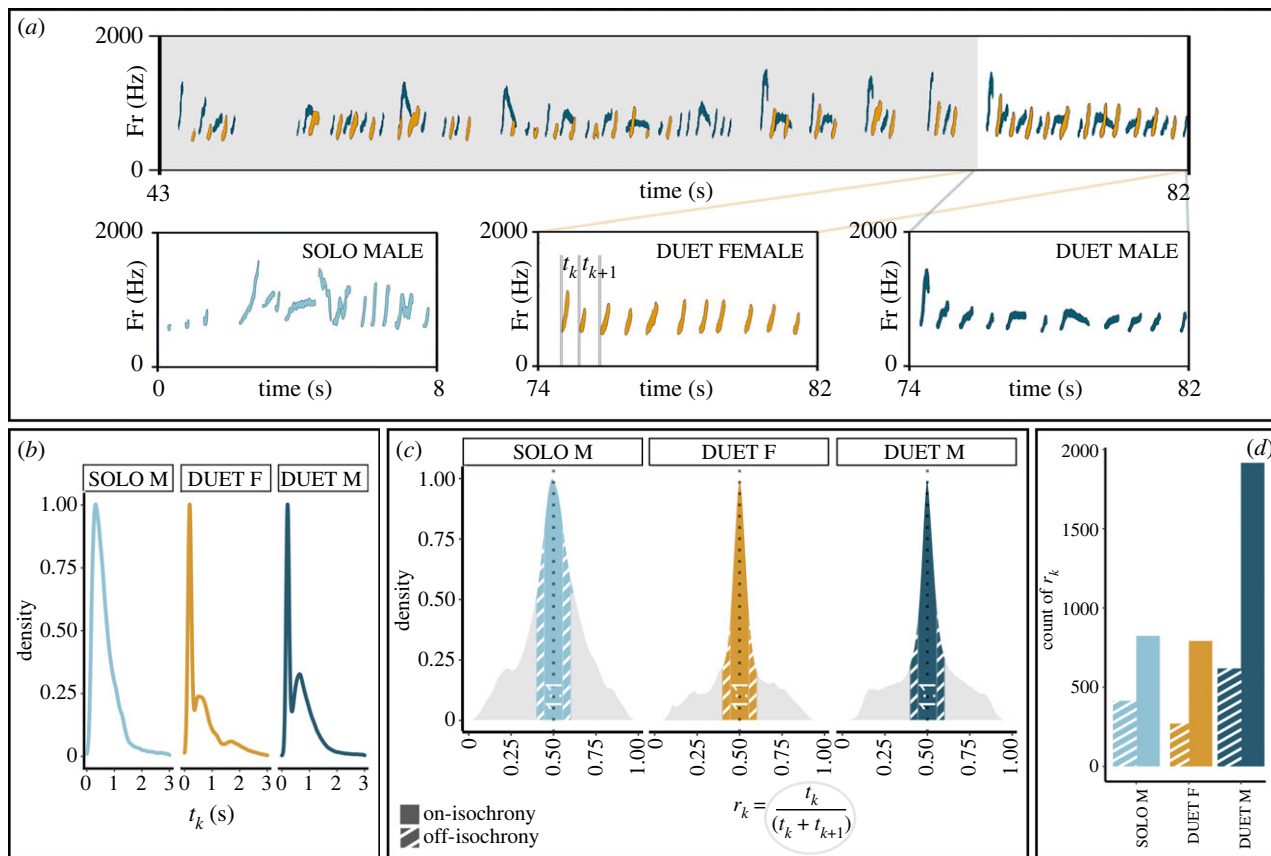 (a)
2000
Fr (Hz)
0
43
time (s)
82
2000
SOLO MALE
Fr (Hz)
0
0
time (s)
8
2000
DUET FEMALE
t_k t_{k+1}
Fr (Hz)
0
74
time (s)
82
2000
DUET MALE
Fr (Hz)
0
74
time (s)
82
(b)
SOLO M DUET F DUET M
1.00
0.75
0.50
0.25
0
density
0 1 2 3 0 1 2 3 0 1 2 3
t_k (s)
(c)
SOLO M DUET F DUET M
1.00
0.75
0.50
0.25
0
density
1:1 1:1 1:1
0 0.25 0.50 0.75 1.00 0 0.25 0.50 0.75 1.00 0 0.25 0.50 0.75 1.00
on-isochrony
off-isochrony
r_k = t_k / (t_k + t_{k+1})
(d)
2000
1500
1000
500
0
count of r_k
SOLO M
DUET F
DUET M